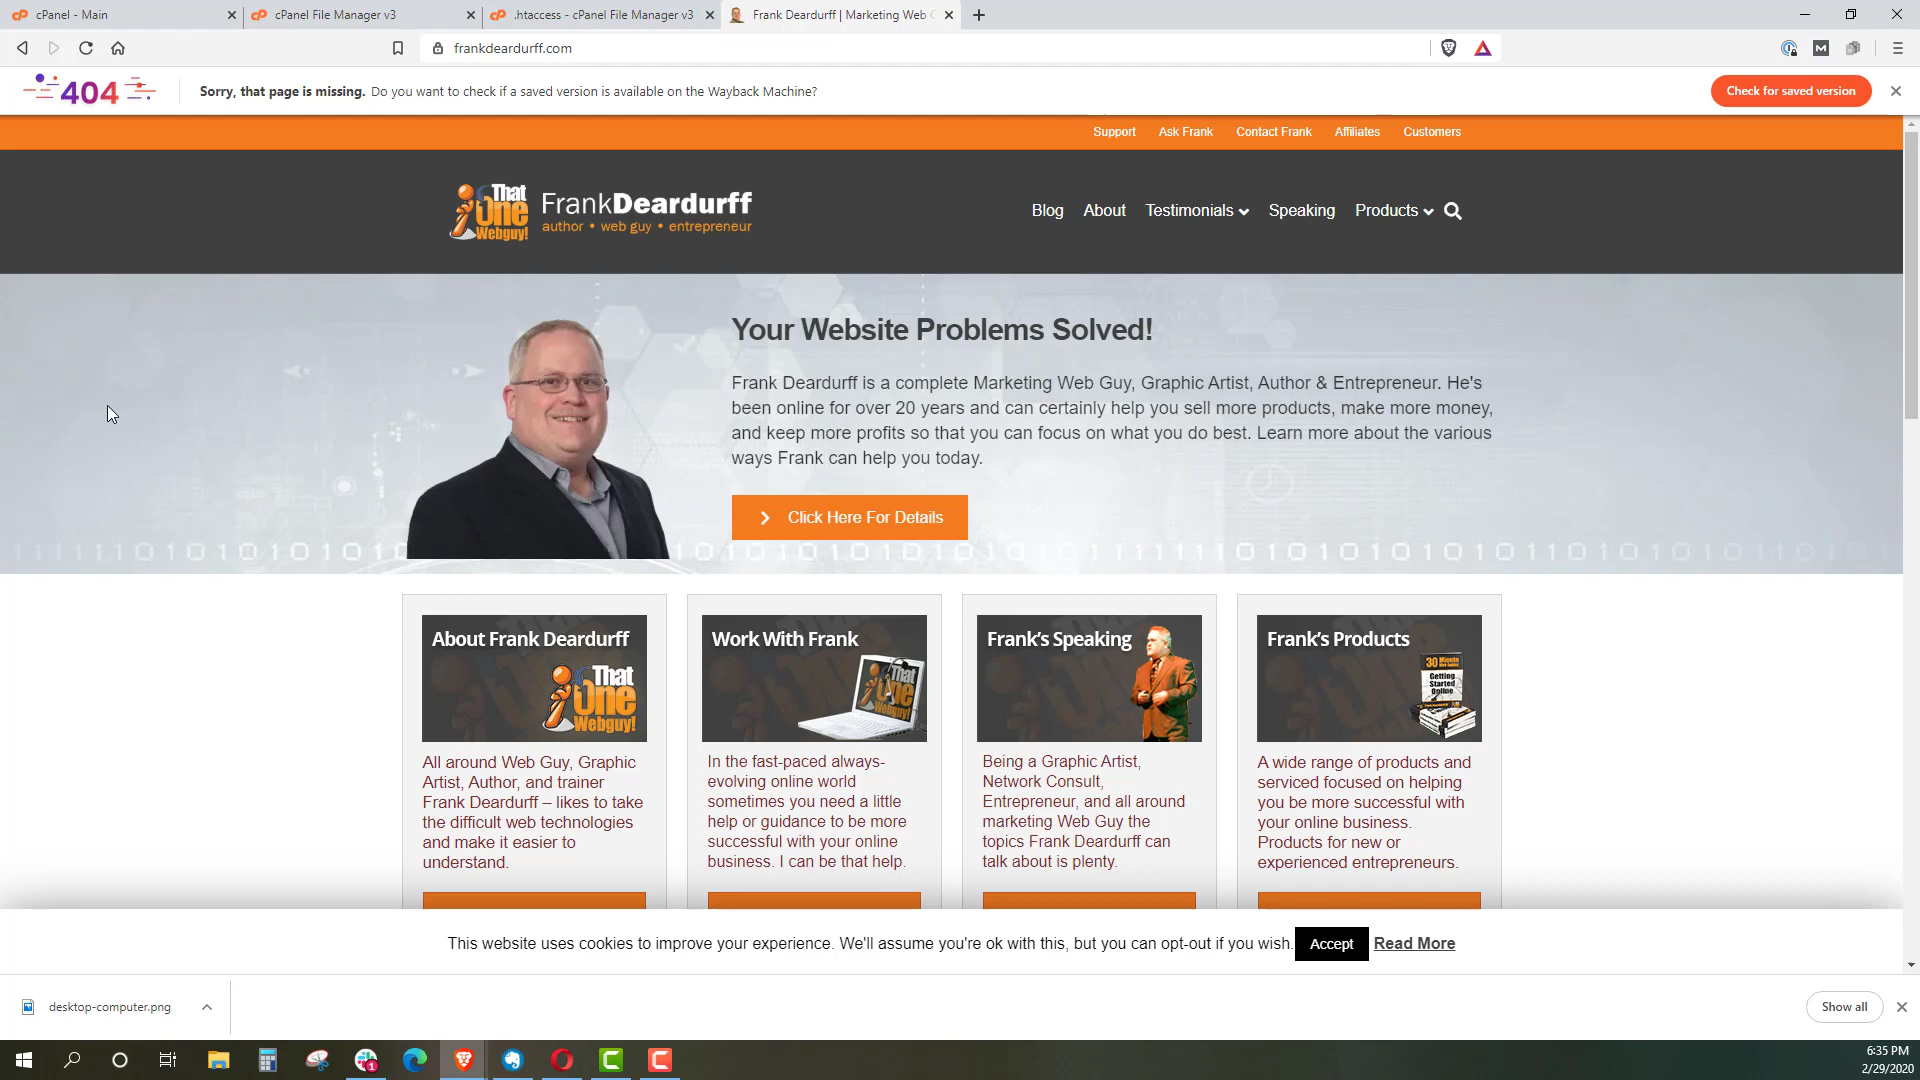 cPanel - Main
cPanel File Manager v3
.htaccess - cPanel File Manager v3
Frank Deardurff | Marketing Web
frankdeardurff.com
404
Sorry, that page is missing. Do you want to check if a saved version is available on the Wayback Machine?
Check for saved version
Support
Ask Frank
Contact Frank
Affiliates
Customers
That One Webguy!
FrankDeardurff
author • web guy • entrepreneur
Blog
About
Testimonials
Speaking
Products
Your Website Problems Solved!
Frank Deardurff is a complete Marketing Web Guy, Graphic Artist, Author & Entrepreneur. He's
been online for over 20 years and can certainly help you sell more products, make more money,
and keep more profits so that you can focus on what you do best. Learn more about the various
ways Frank can help you today.
Click Here For Details
About Frank Deardurff
That
One
Webguy!
All around Web Guy, Graphic
Artist, Author, and trainer
Frank Deardurff – likes to take
the difficult web technologies
and make it easier to
understand.
Work With Frank
That
One
Webguy!
In the fast-paced always-
evolving online world
sometimes you need a little
help or guidance to be more
successful with your online
business. I can be that help.
Frank's Speaking
Being a Graphic Artist,
Network Consult,
Entrepreneur, and all around
marketing Web Guy the
topics Frank Deardurff can
talk about is plenty.
Frank's Products
30 Minute
Getting
Started
Online
A wide range of products and
serviced focused on helping
you be more successful with
your online business.
Products for new or
experienced entrepreneurs.
This website uses cookies to improve your experience. We'll assume you're ok with this, but you can opt-out if you wish.
Accept
Read More
desktop-computer.png
Show all
6:35 PM
2/29/2020